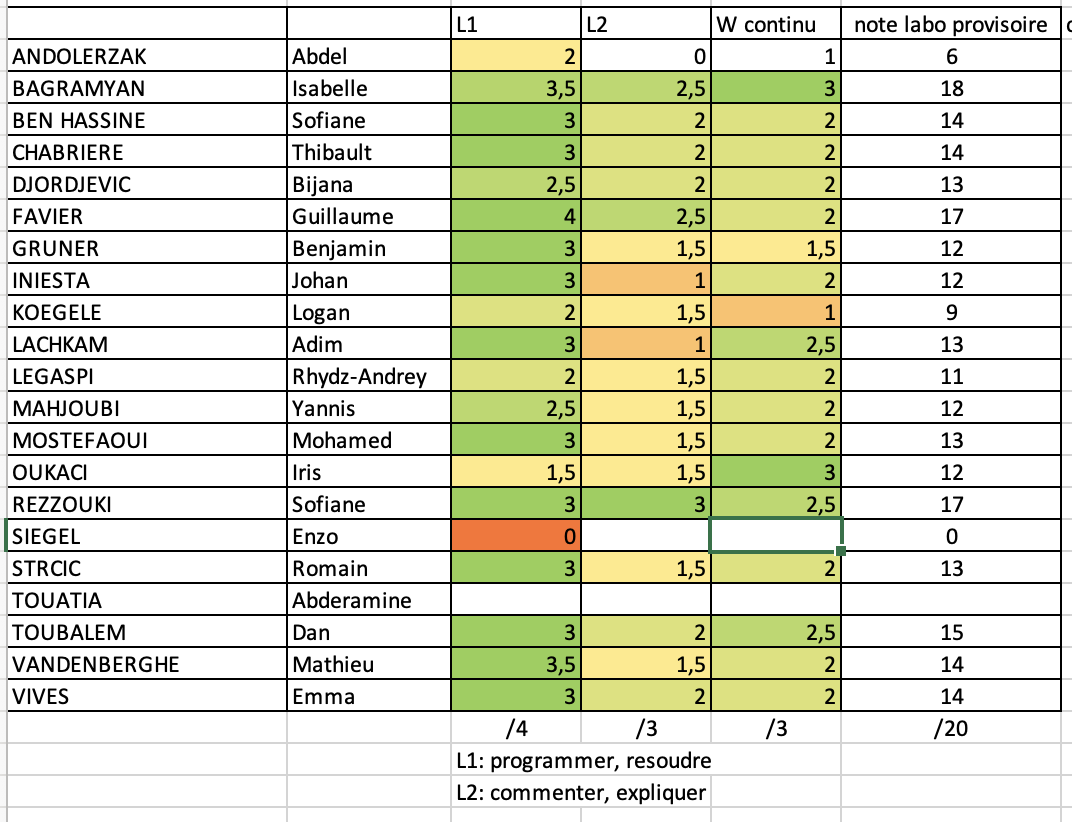 L1 L2 W continu note labo provisoire
ANDOLERZAK Abdel 2 0 1 6
BAGRAMYAN Isabelle 3,5 2,5 3 18
BEN HASSINE Sofiane 3 2 2 14
CHABRIERE Thibault 3 2 2 14
DJORDJEVIC Bijana 2,5 2 2 13
FAVIER Guillaume 4 2,5 2 17
GRUNER Benjamin 3 1,5 1,5 12
INIESTA Johan 3 1 2 12
KOEGELE Logan 2 1,5 1 9
LACHKAM Adim 3 1 2,5 13
LEGASPI Rhydz-Andrey 2 1,5 2 11
MAHJOUBI Yannis 2,5 1,5 2 12
MOSTEFAOUI Mohamed 3 1,5 2 13
OUKACI Iris 1,5 1,5 3 12
REZZOUKI Sofiane 3 3 2,5 17
SIEGEL Enzo 0 0
STRCIC Romain 3 1,5 2 13
TOUATIA Abderamine
TOUBALEM Dan 3 2 2,5 15
VANDENBERGHE Mathieu 3,5 1,5 2 14
VIVES Emma 3 2 2 14
/4 /3 /3 /20
L1: programmer, resoudre
L2: commenter, expliquer